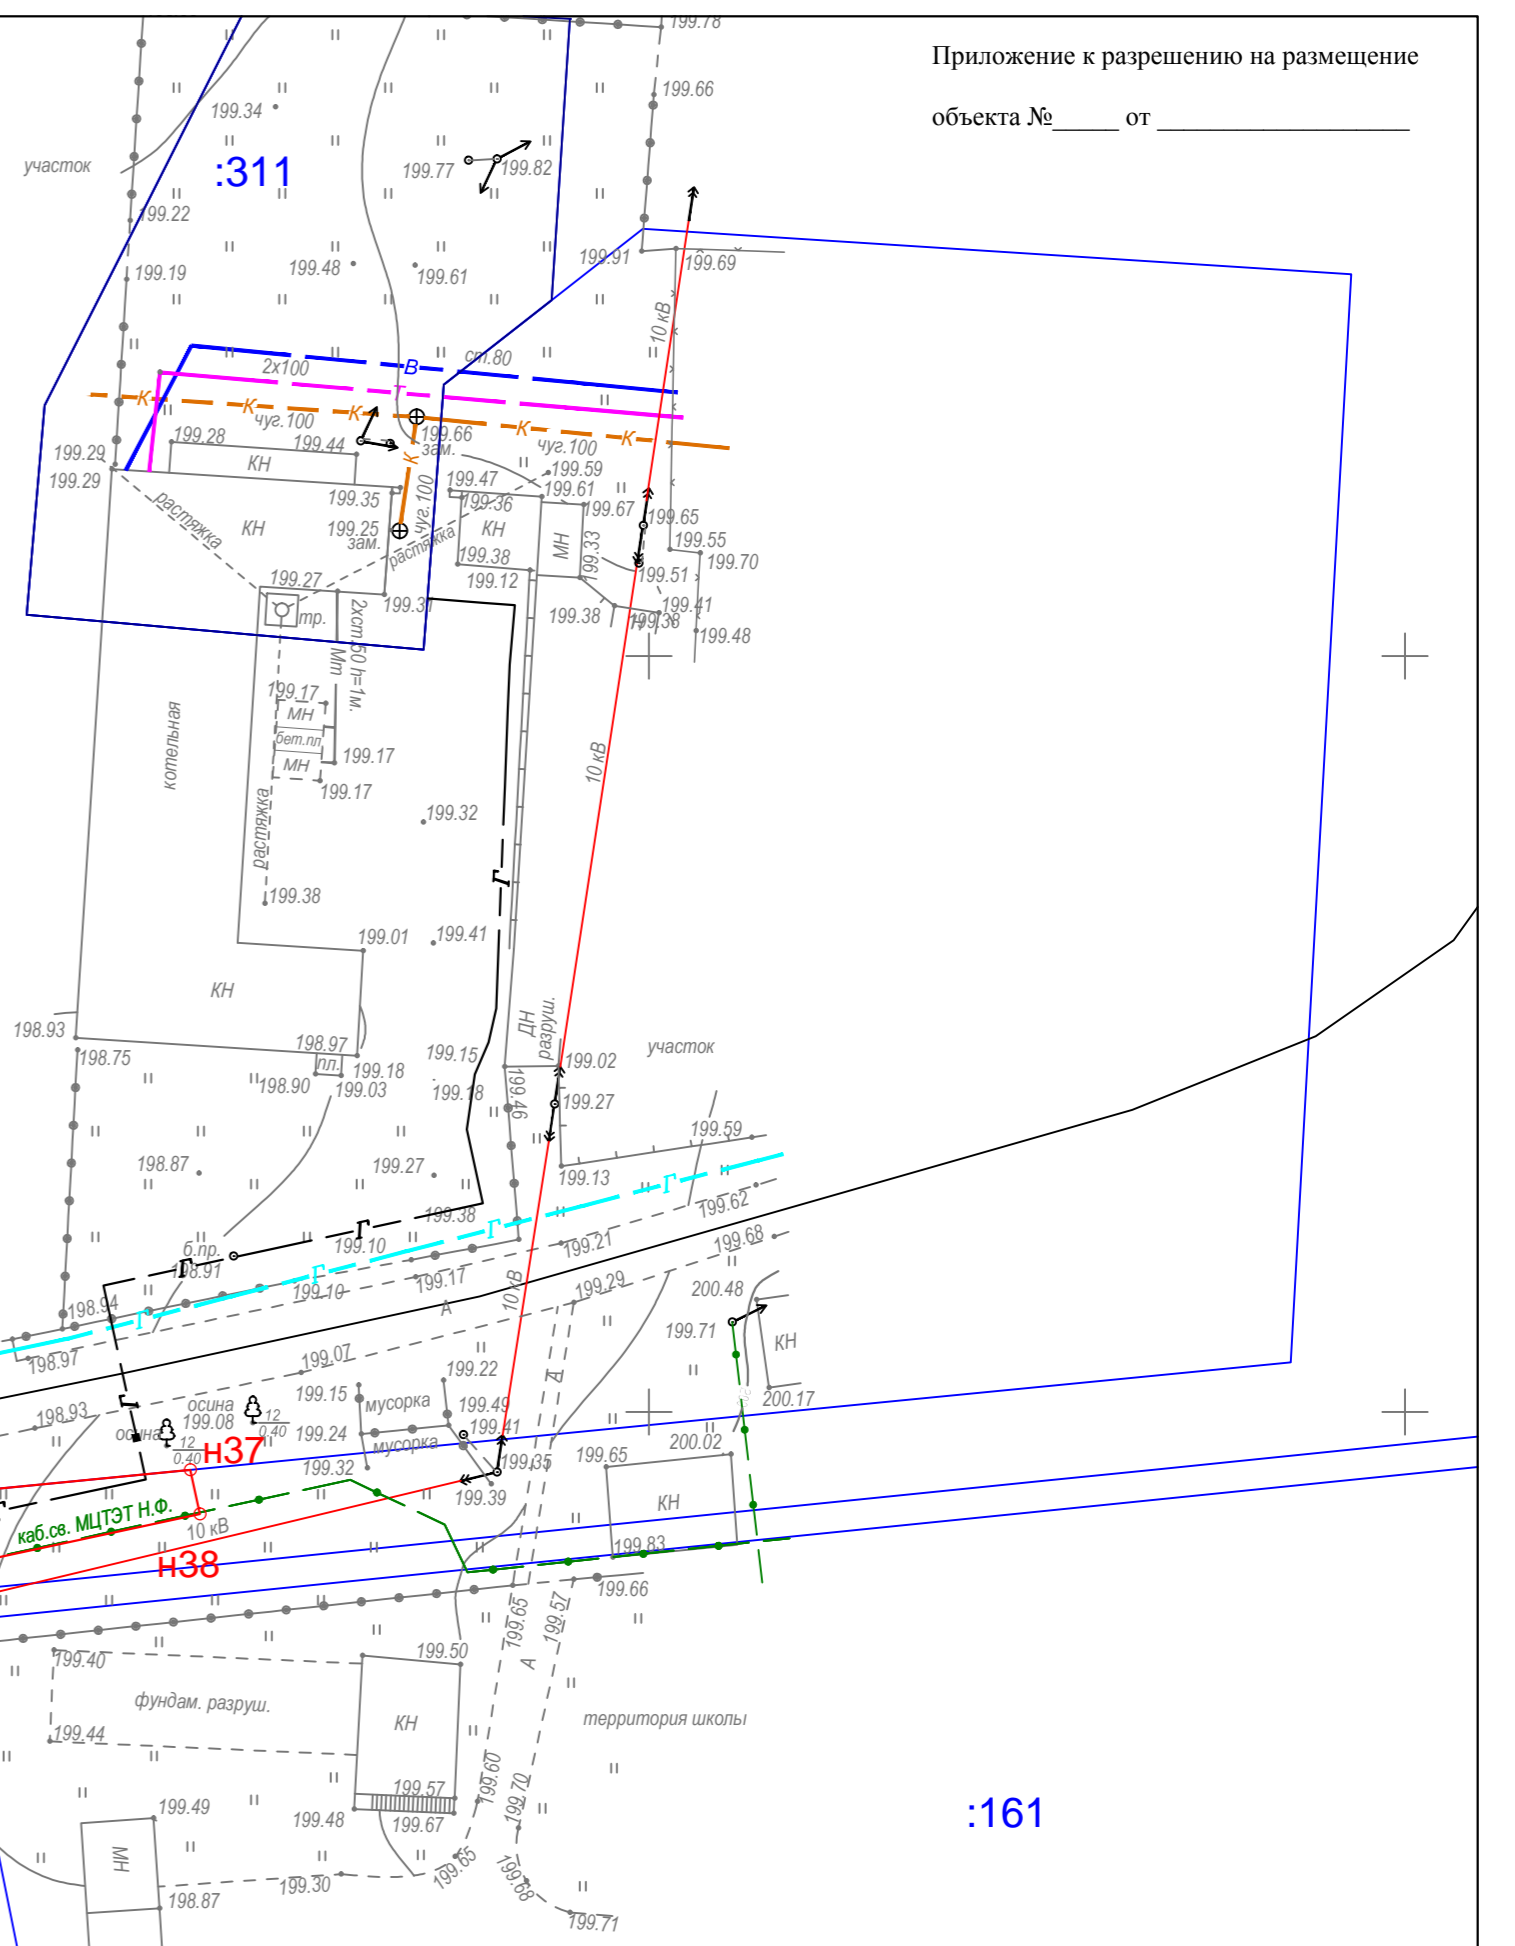 Приложение к разрешению на размещение
объекта №_____ от ___________________
199.78
199.66
199.34
участок
:311
199.77
199.82
199.22
199.91
199.69
199.48
199.61
199.19
10 кВ
ст.80
В
2х100
Т
К
К
К
К
К
чуг.100
199.66
зам.
чуг.100
199.28
199.44
199.29
199.29
КН
199.59
199.47
199.61
199.35
199.36
199.67
199.65
растяжка
КН
199.25
зам.
К
чуг.100
растяжка
КН
МН
199.33
199.55
199.70
199.38
199.12
199.51
199.27
199.31
199.38
199.41
199.38
199.48
тр.
2хст.50 h=1м.
Мт
199.17
МН
бет.пл
МН
199.17
199.17
котельная
10 кВ
199.32
растяжка
Г
199.38
199.41
199.01
КН
ДН
разруш.
198.93
198.97
198.75
пл.
199.18
199.15
199.02
участок
198.90
199.03
199.18
199.46
199.27
199.59
198.87
199.27
199.13
Г
199.62
199.38
Г
Г
199.10
199.21
199.68
б.пр.
198.91
Г
Г
199.10
199.17
199.29
200.48
10 кВ
198.94
Г
А
199.71
КН
198.97
199.07
199.22
А
199.15
мусорка
199.49
200.17
198.93
осина
199.08
12
0.40
осина
12
0.40
199.24
мусорка
199.41
200.02
н37
199.32
199.35
199.65
199.39
КН
Г
каб.св. МЦТЭТ Н.Ф.
10 кВ
199.83
н38
199.66
199.65
199.57
199.40
199.50
А
фундам. разруш.
КН
территория школы
199.44
199.60
199.57
199.70
199.49
199.48
199.67
:161
МН
199.65
199.68
199.30
198.87
199.71